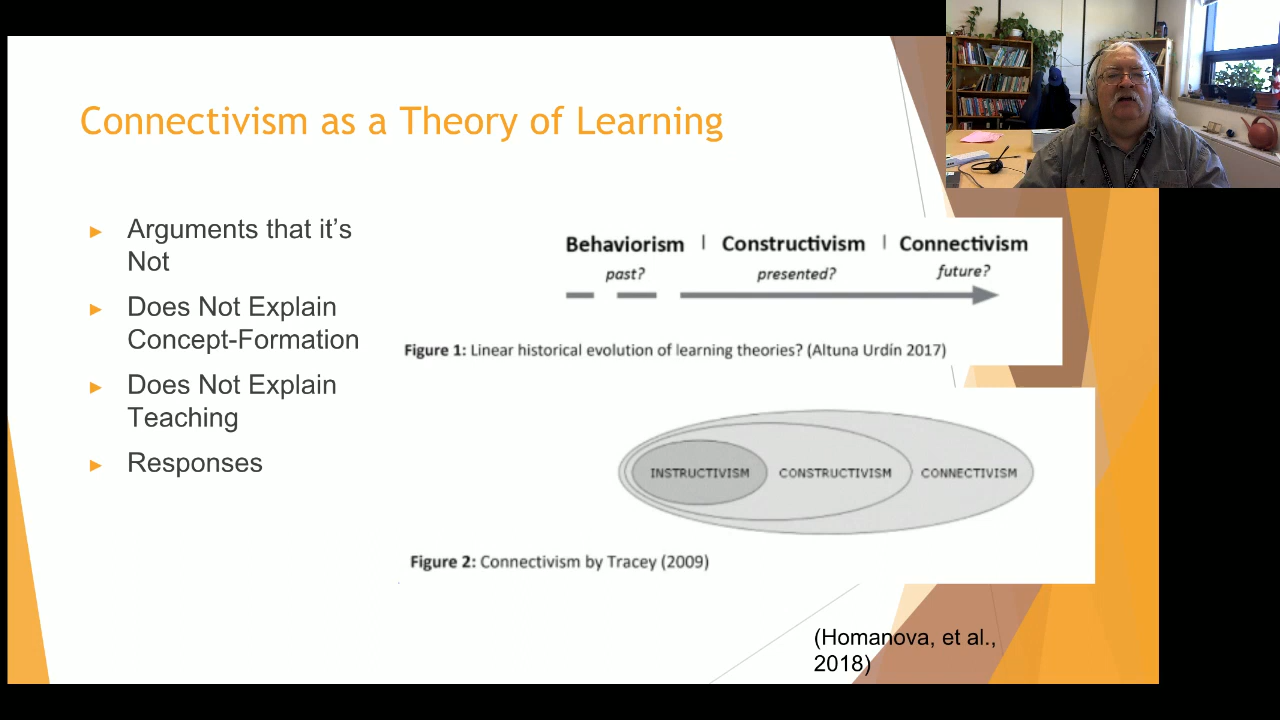 Connectivism as a Theory of Learning
► Arguments that it’s
Not
► Does Not Explain
Concept-Formation
► Does Not Explain
Teaching
► Responses
Behaviorism | Constructivism | Connectivism
past? presented? future?
Figure 1: Linear historical evolution of learning theories? (Altuna Urdín 2017)
INSTRUCTIVISM CONSTRUCTIVISM CONNECTIVISM
Figure 2: Connectivism by Tracey (2009)
(Homanova, et al.,
2018)